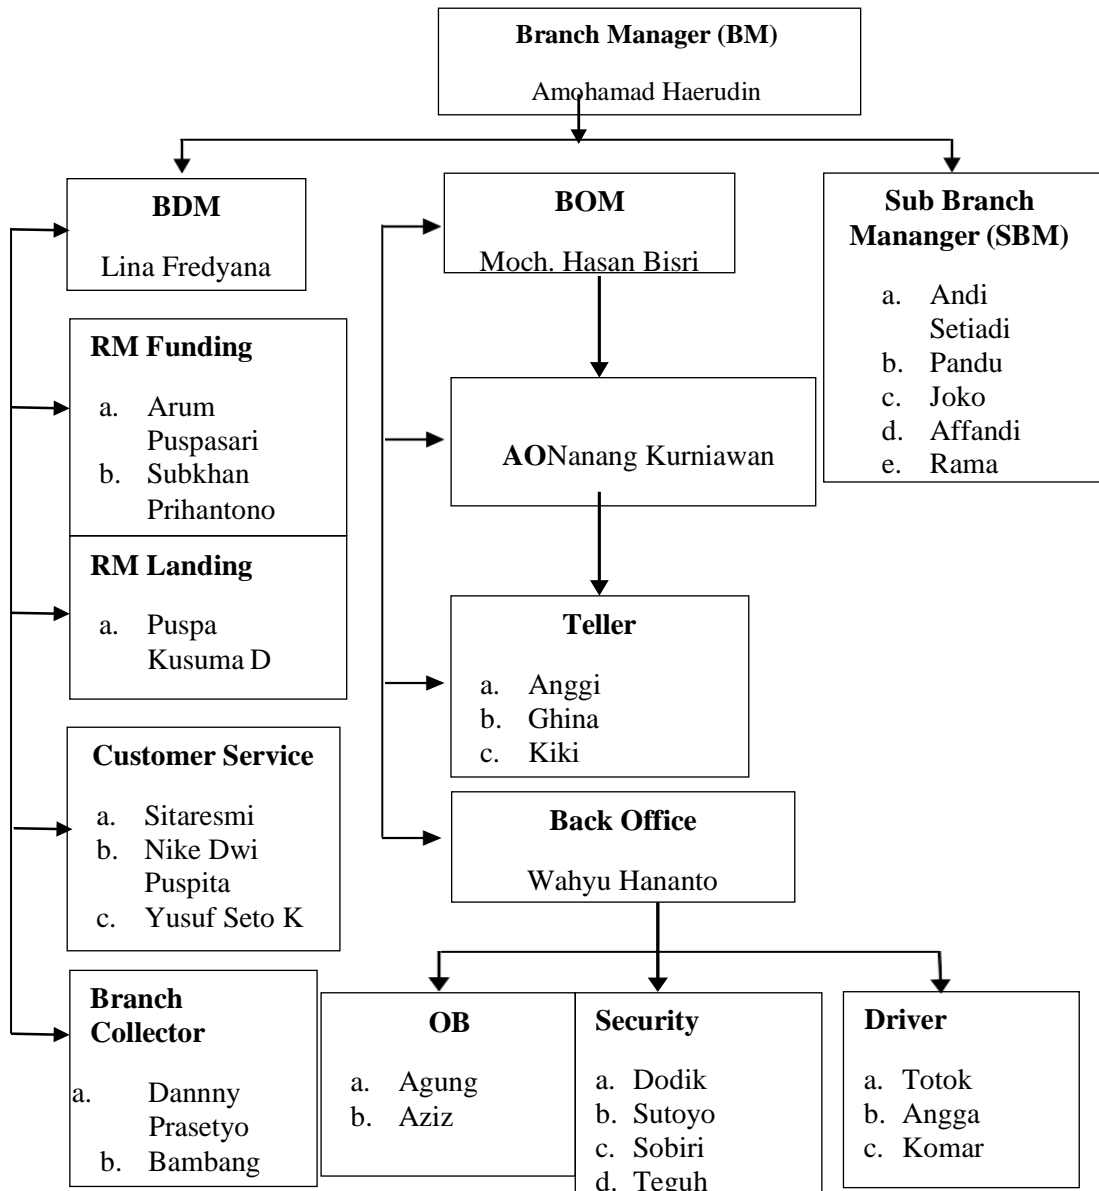 Branch Manager (BM)
Amohamad Haerudin
BDM
Lina Fredyana
BOM
Moch. Hasan Bisri
Sub Branch
Mananger (SBM)
a. Andi
Setiadi
b. Pandu
c. Joko
d. Affandi
e. Rama
RM Funding
a. Arum
Puspasari
b. Subkhan
Prihantono
AONanang Kurniawan
RM Landing
a. Puspa
Kusuma D
Teller
a. Anggi
b. Ghina
c. Kiki
Customer Service
a. Sitaresmi
b. Nike Dwi
Puspita
c. Yusuf Seto K
Back Office
Wahyu Hananto
Branch
Collector
a. Dannny
Prasetyo
b. Bambang
OB
a. Agung
b. Aziz
Security
a. Dodik
b. Sutoyo
c. Sobiri
d. Teguh
Driver
a. Totok
b. Angga
c. Komar